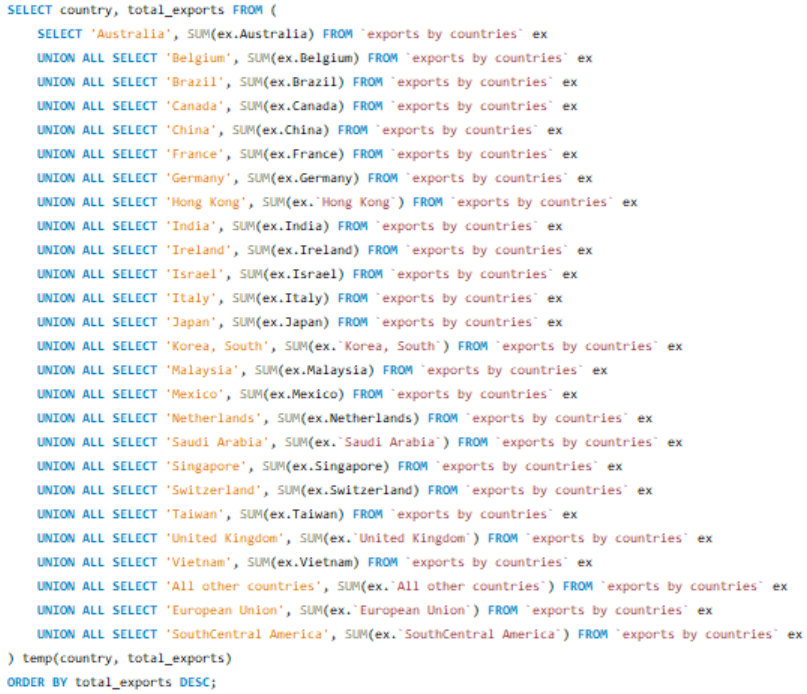 SELECT country, total_exports FROM (
    SELECT 'Australia', SUM(ex.Australia) FROM `exports by countries` ex
    UNION ALL SELECT 'Belgium', SUM(ex.Belgium) FROM `exports by countries` ex
    UNION ALL SELECT 'Brazil', SUM(ex.Brazil) FROM `exports by countries` ex
    UNION ALL SELECT 'Canada', SUM(ex.Canada) FROM `exports by countries` ex
    UNION ALL SELECT 'China', SUM(ex.China) FROM `exports by countries` ex
    UNION ALL SELECT 'France', SUM(ex.France) FROM `exports by countries` ex
    UNION ALL SELECT 'Germany', SUM(ex.Germany) FROM `exports by countries` ex
    UNION ALL SELECT 'Hong Kong', SUM(ex.`Hong Kong`) FROM `exports by countries` ex
    UNION ALL SELECT 'India', SUM(ex.India) FROM `exports by countries` ex
    UNION ALL SELECT 'Ireland', SUM(ex.Ireland) FROM `exports by countries` ex
    UNION ALL SELECT 'Israel', SUM(ex.Israel) FROM `exports by countries` ex
    UNION ALL SELECT 'Italy', SUM(ex.Italy) FROM `exports by countries` ex
    UNION ALL SELECT 'Japan', SUM(ex.Japan) FROM `exports by countries` ex
    UNION ALL SELECT 'Korea, South', SUM(ex.`Korea, South`) FROM `exports by countries` ex
    UNION ALL SELECT 'Malaysia', SUM(ex.Malaysia) FROM `exports by countries` ex
    UNION ALL SELECT 'Mexico', SUM(ex.Mexico) FROM `exports by countries` ex
    UNION ALL SELECT 'Netherlands', SUM(ex.Netherlands) FROM `exports by countries` ex
    UNION ALL SELECT 'Saudi Arabia', SUM(ex.`Saudi Arabia`) FROM `exports by countries` ex
    UNION ALL SELECT 'Singapore', SUM(ex.Singapore) FROM `exports by countries` ex
    UNION ALL SELECT 'Switzerland', SUM(ex.Switzerland) FROM `exports by countries` ex
    UNION ALL SELECT 'Taiwan', SUM(ex.Taiwan) FROM `exports by countries` ex
    UNION ALL SELECT 'United Kingdom', SUM(ex.`United Kingdom`) FROM `exports by countries` ex
    UNION ALL SELECT 'Vietnam', SUM(ex.Vietnam) FROM `exports by countries` ex
    UNION ALL SELECT 'All other countries', SUM(ex.`All other countries`) FROM `exports by countries` ex
    UNION ALL SELECT 'European Union', SUM(ex.`European Union`) FROM `exports by countries` ex
    UNION ALL SELECT 'SouthCentral America', SUM(ex.`SouthCentral America`) FROM `exports by countries` ex
) temp(country, total_exports)
ORDER BY total_exports DESC;